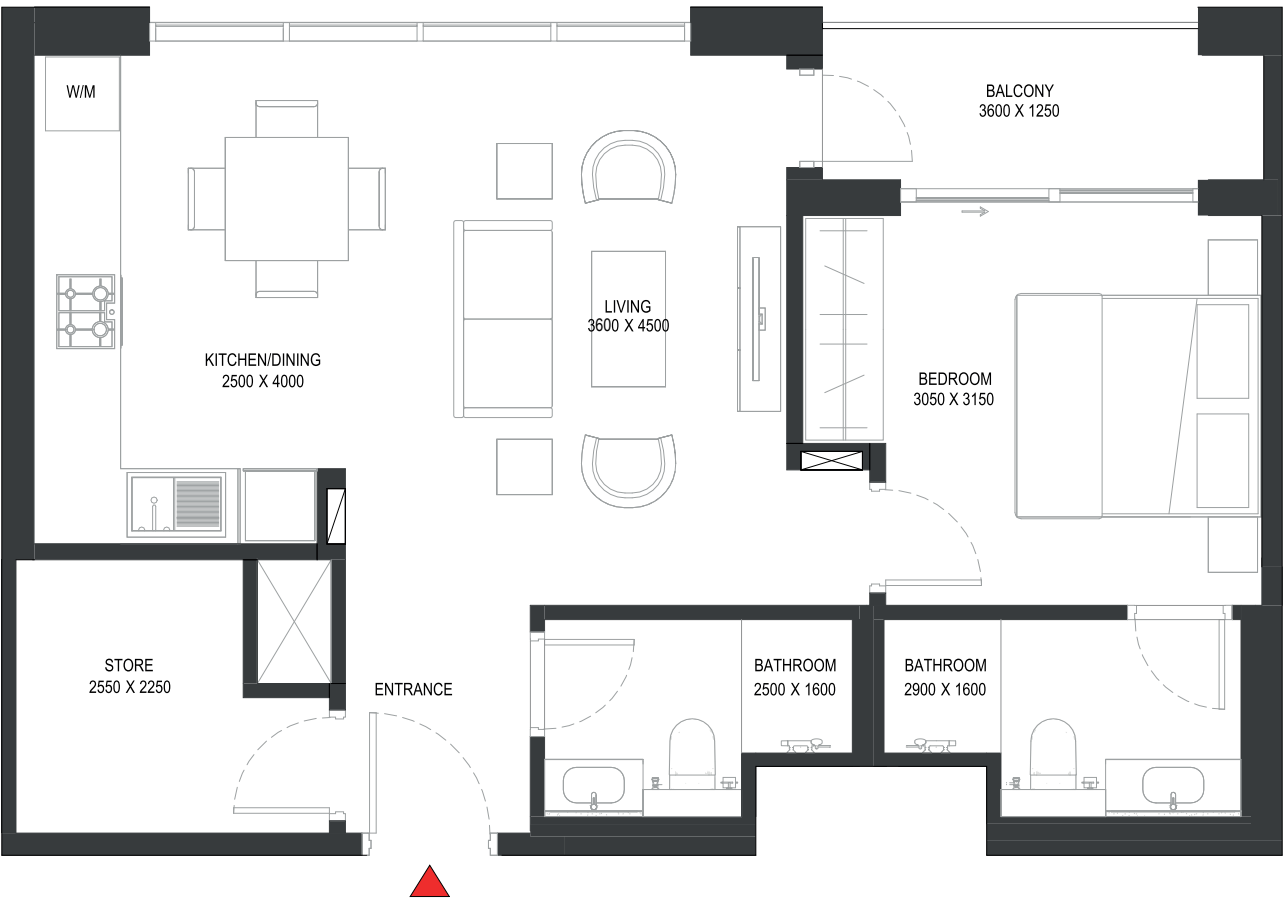 W/M
BALCONY
3600 X 1250
LIVING
3600 X 4500
KITCHEN/DINING
2500 X 4000
BEDROOM
3050 X 3150
STORE
2550 X 2250
ENTRANCE
BATHROOM
2500 X 1600
BATHROOM
2900 X 1600